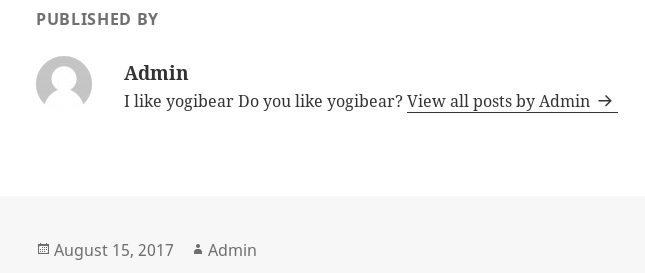 PUBLISHED BY
Admin
I like yogibear Do you like yogibear? View all posts by Admin →
August 15, 2017 Admin